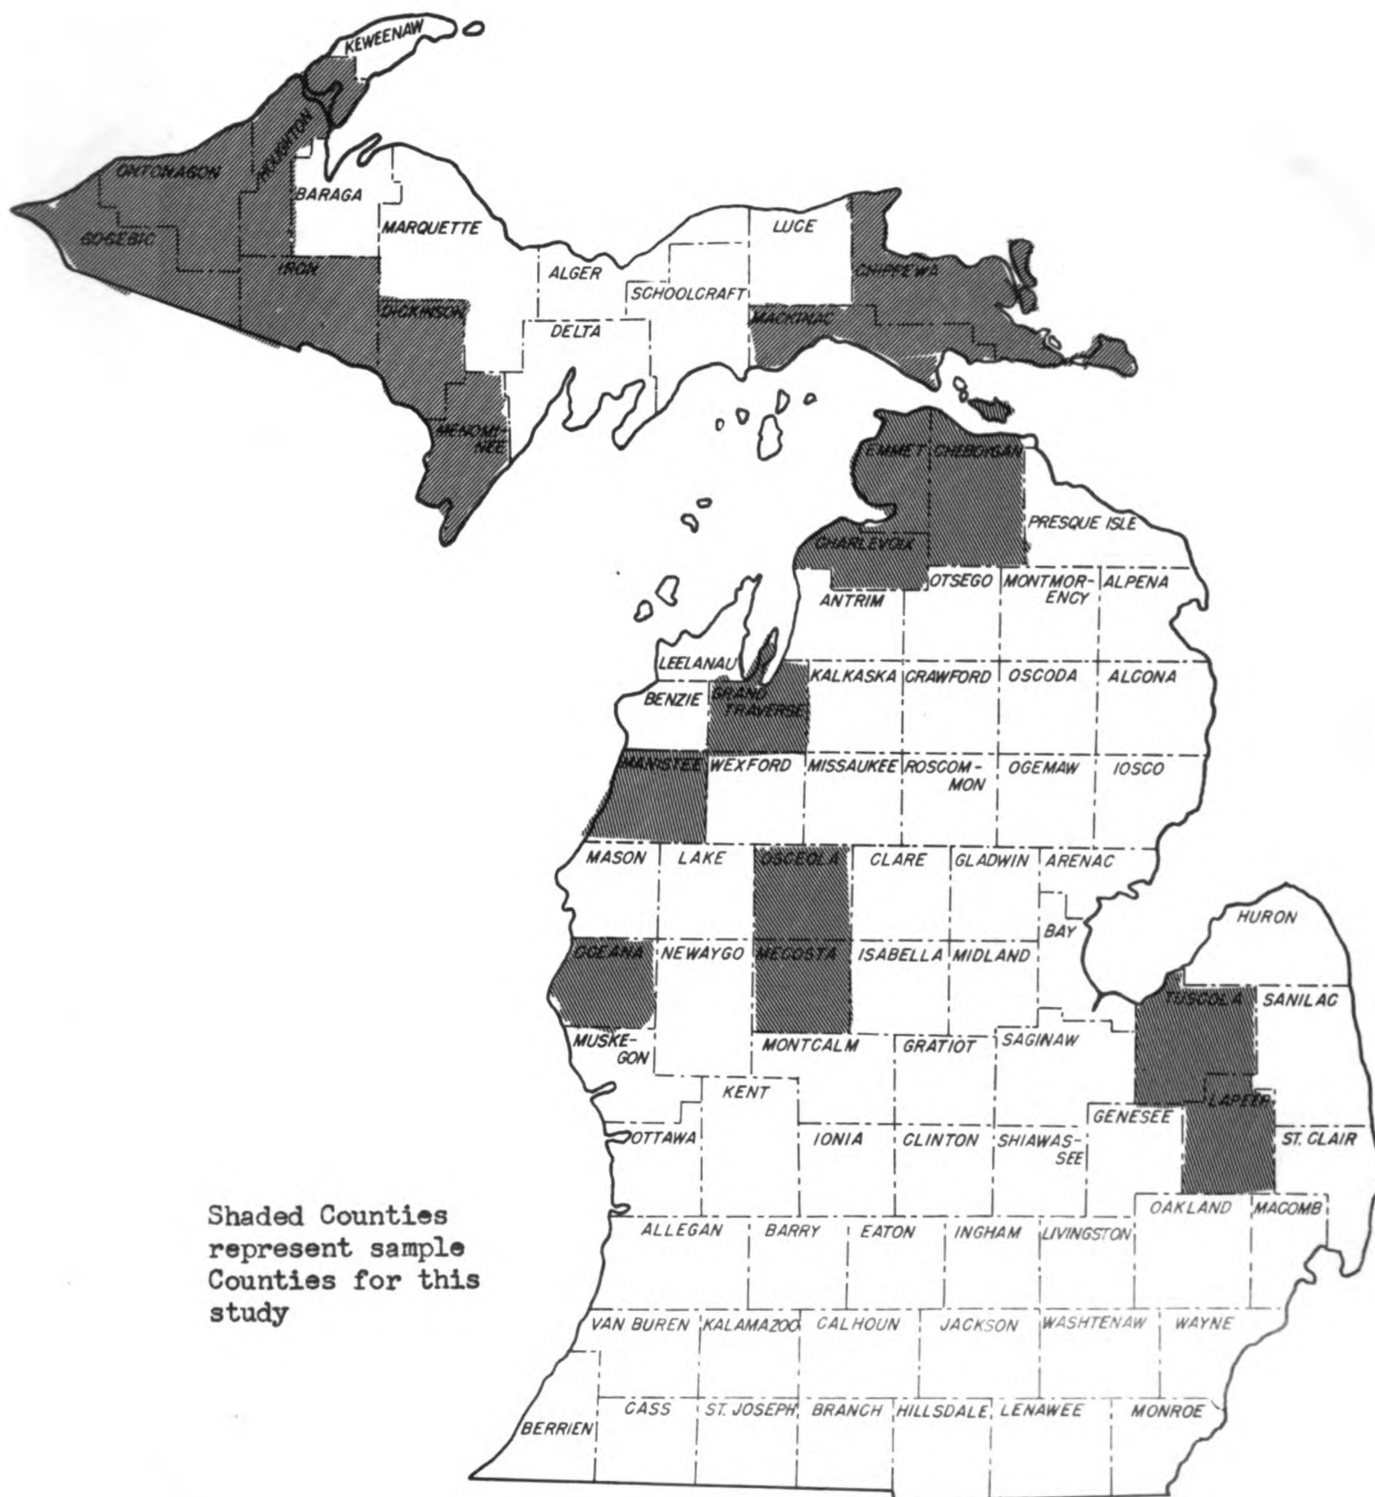 KEWEENAW
HOUGHTON
ONTONAGON
BARAGA
GOGEBIC
MARQUETTE
LUCE
IRON
ALGER
CHIPPEWA
SCHOOLCRAFT
DICKINSON
MACKINAC
DELTA
MENOMI-
NEE
EMMET
CHEBOYGAN
PRESQUE ISLE
CHARLEVOIX
OTSEGO
MONTMOR-
ENCY
ALPENA
ANTRIM
LEELANAU
KALKASKA
CRAWFORD
OSCODA
ALCONA
BENZIE
GRAND
TRAVERSE
MANISTEE
WEXFORD
MISSAUKEE
ROSCOM-
MON
OGEMAW
IOSCO
MASON
LAKE
OSCEOLA
CLARE
GLADWIN
ARENAC
HURON
BAY
OCEANA
NEWAYGO
MECOSTA
ISABELLA
MIDLAND
TUSCOLA
SANILAC
MUSKE-
GON
MONTCALM
GRATIOT
SAGINAW
KENT
LAPEER
GENESEE
OTTAWA
IONIA
CLINTON
SHIAWAS-
SEE
ST. CLAIR
OAKLAND
MACOMB
Shaded Counties
represent sample
Counties for this
study
ALLEGAN
BARRY
EATON
INGHAM
LIVINGSTON
VAN BUREN
KALAMAZOO
CALHOUN
JACKSON
WASHTENAW
WAYNE
BERRIEN
CASS
ST. JOSEPH
BRANCH
HILLSDALE
LENAWEE
MONROE